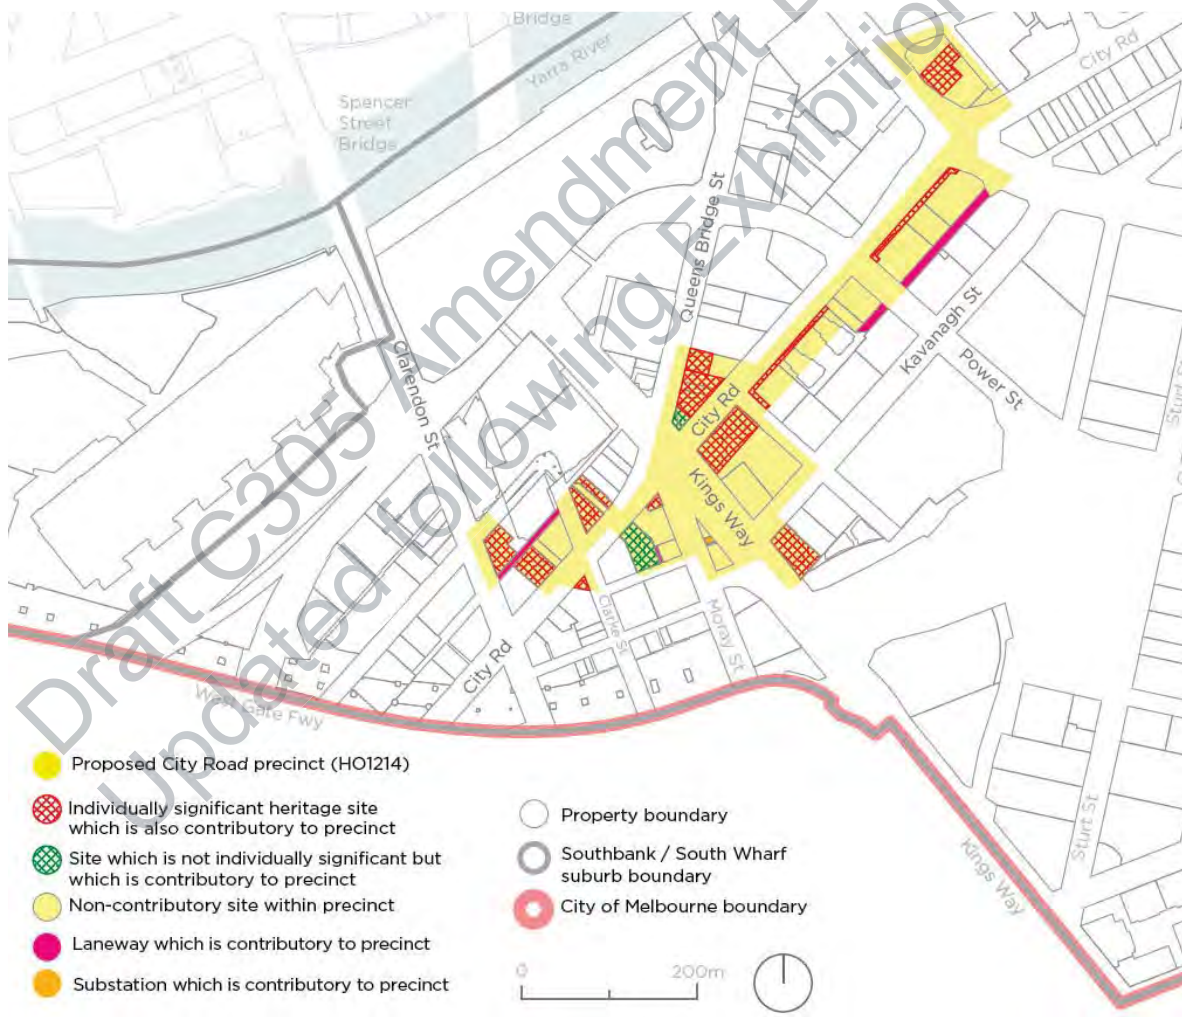 Bridge
Yarra River
City Rd
Spencer
Street
Bridge
Queens Bridge St
Clarendon St
Kavanagh St
Power St
City Rd
Kings Way
Clarke St
Moray St
City Rd
West Gate Fwy
Sturt St
Sturt St
Kings Way
Draft C305 Amendment
Updated following Exhibition
Proposed City Road precinct (HO1214)
Individually significant heritage site
which is also contributory to precinct
Site which is not individually significant but
which is contributory to precinct
Non-contributory site within precinct
Laneway which is contributory to precinct
Substation which is contributory to precinct
Property boundary
Southbank / South Wharf
suburb boundary
City of Melbourne boundary
0 200m